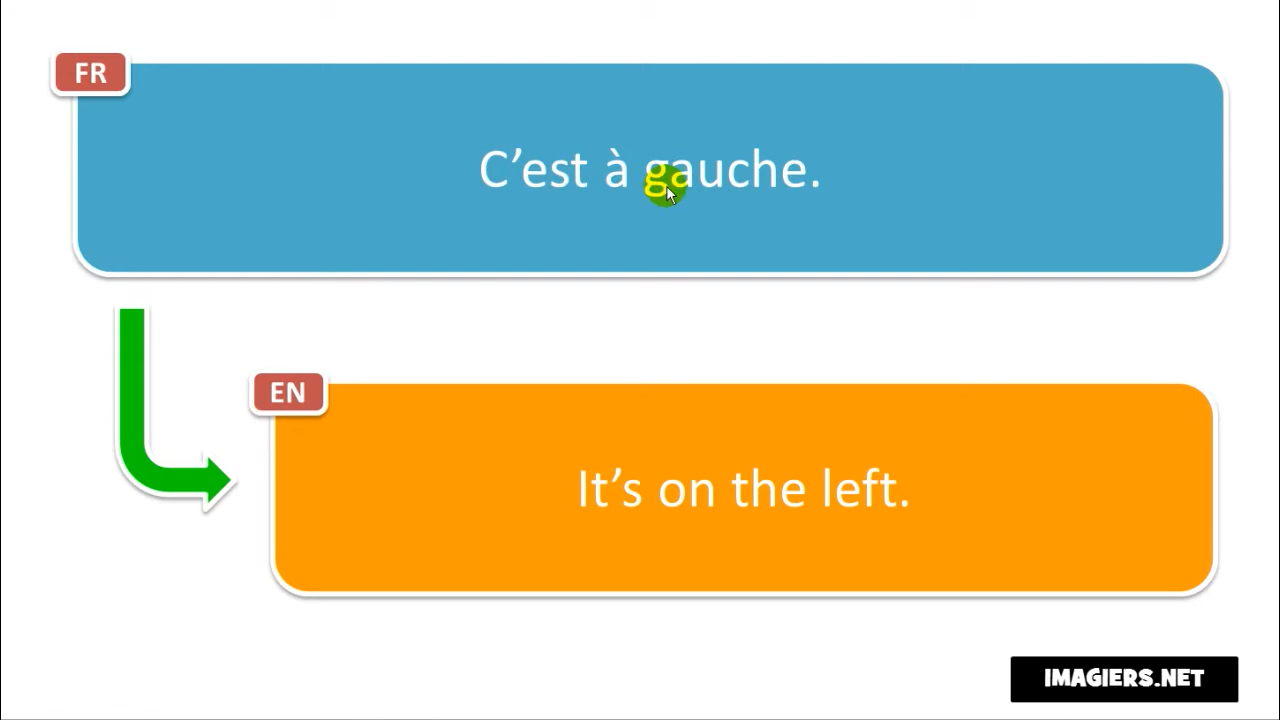 FR
C’est à gauche.
EN
It’s on the left.
IMAGIERS.NET